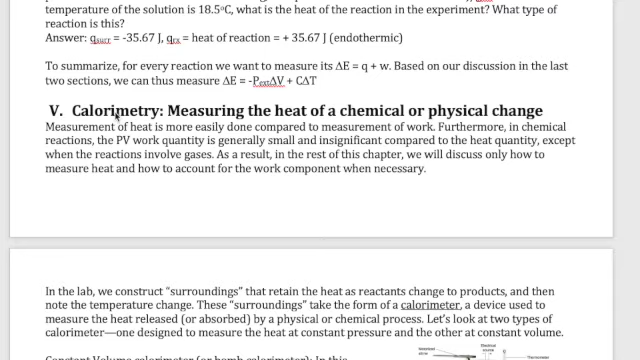 temperature of the solution is 18.5°C, what is the heat of the reaction in the experiment? What type of
reaction is this?
Answer: qsurr = -35.67 J, qrx = heat of reaction = + 35.67 J (endothermic)
To summarize, for every reaction we want to measure its ΔE = q + w. Based on our discussion in the last
two sections, we can thus measure ΔE = -PextΔV + CΔT
V. Calorimetry: Measuring the heat of a chemical or physical change
Measurement of heat is more easily done compared to measurement of work. Furthermore, in chemical
reactions, the PV work quantity is generally small and insignificant compared to the heat quantity, except
when the reactions involve gases. As a result, in the rest of this chapter, we will discuss only how to
measure heat and how to account for the work component when necessary.
In the lab, we construct “surroundings” that retain the heat as reactants change to products, and then
note the temperature change. These “surroundings” take the form of a calorimeter, a device used to
measure the heat released (or absorbed) by a physical or chemical process. Let’s look at two types of
calorimeter—one designed to measure the heat at constant pressure and the other at constant volume.
Constant Volume calorimeter (or bomb calorimeter): In this
Thermometer